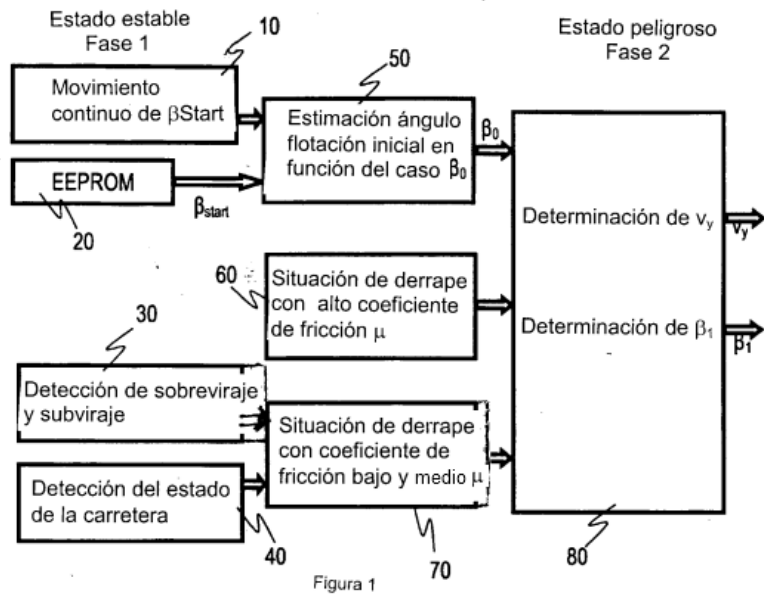 Estado estable
Fase 1
10
Movimiento
continuo de βStart
EEPROM
20
βstart
50
Estimación ángulo
flotación inicial en
función del caso β0
β0
Estado peligroso
Fase 2
60
Situación de derrape
con alto coeficiente
de fricción μ
30
Detección de sobreviraje
y subviraje
Detección del estado
de la carretera
40
Situación de derrape
con coeficiente de
fricción bajo y medio μ
70
Determinación de vy
vy
Determinación de β1
β1
80
Figura 1